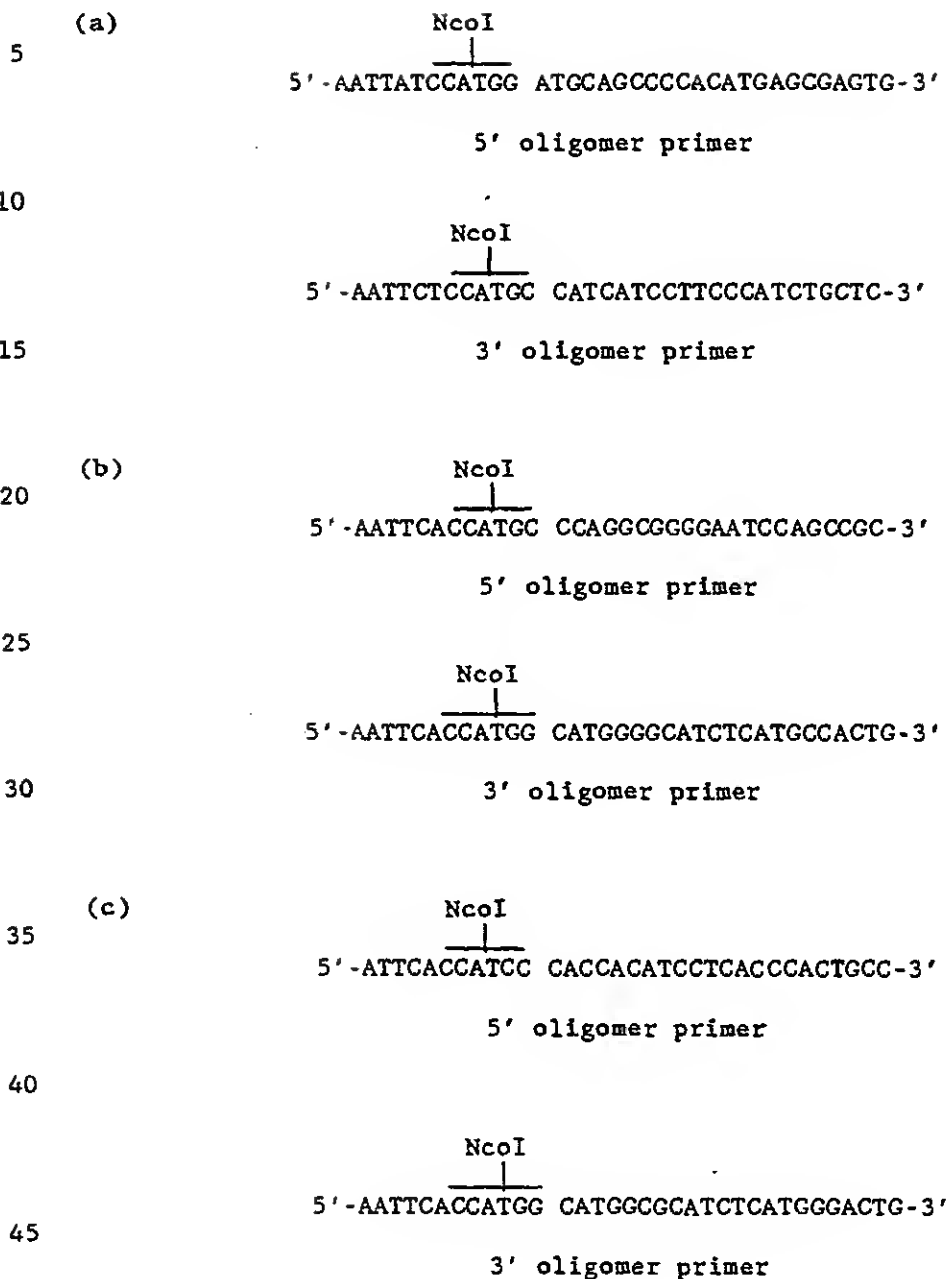 (a)
NcoI
5
5'-AATTATCCATGG ATGCAGCCCCACATGAGCGAGTG-3'
5' oligomer primer
10
NcoI
5'-AATTCTCCATGC CATCATCCTTCCCATCTGCTC-3'
15
3' oligomer primer
(b)
NcoI
20
5'-AATTCACCATGC CCAGGCGGGGAATCCAGCCGC-3'
5' oligomer primer
25
NcoI
5'-AATTCACCATGG CATGGGGCATCTCATGCCACTG-3'
30
3' oligomer primer
(c)
NcoI
35
5'-ATTCACCATCC CACCACATCCTCACCCACTGCC-3'
5' oligomer primer
40
NcoI
5'-AATTCACCATGG CATGGCGCATCTCATGGGACTG-3'
45
3' oligomer primer